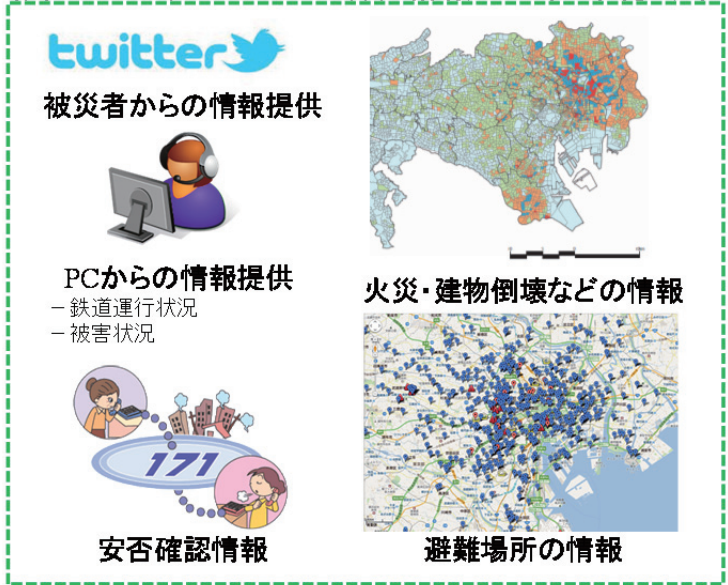 twitter
被災者からの情報提供
PCからの情報提供
－鉄道運行状況
－被害状況
171
安否確認情報
火災・建物倒壊などの情報
避難場所の情報